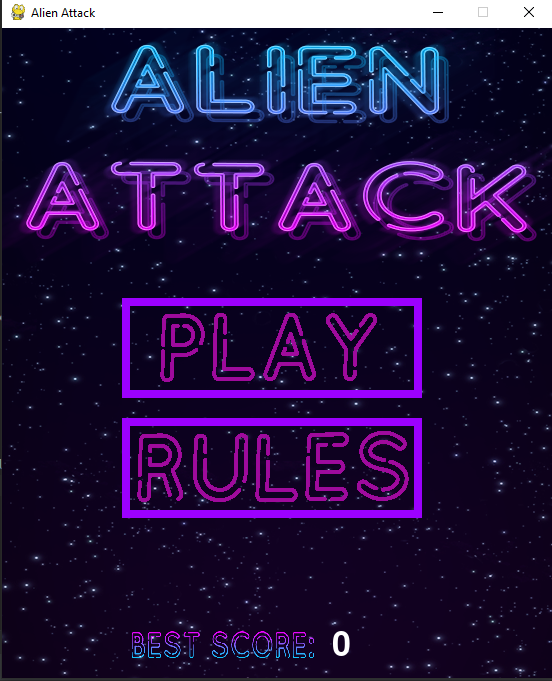 Alien Attack
ALIEN
ATTACK
PLAY
RULES
BEST SCORE: 0